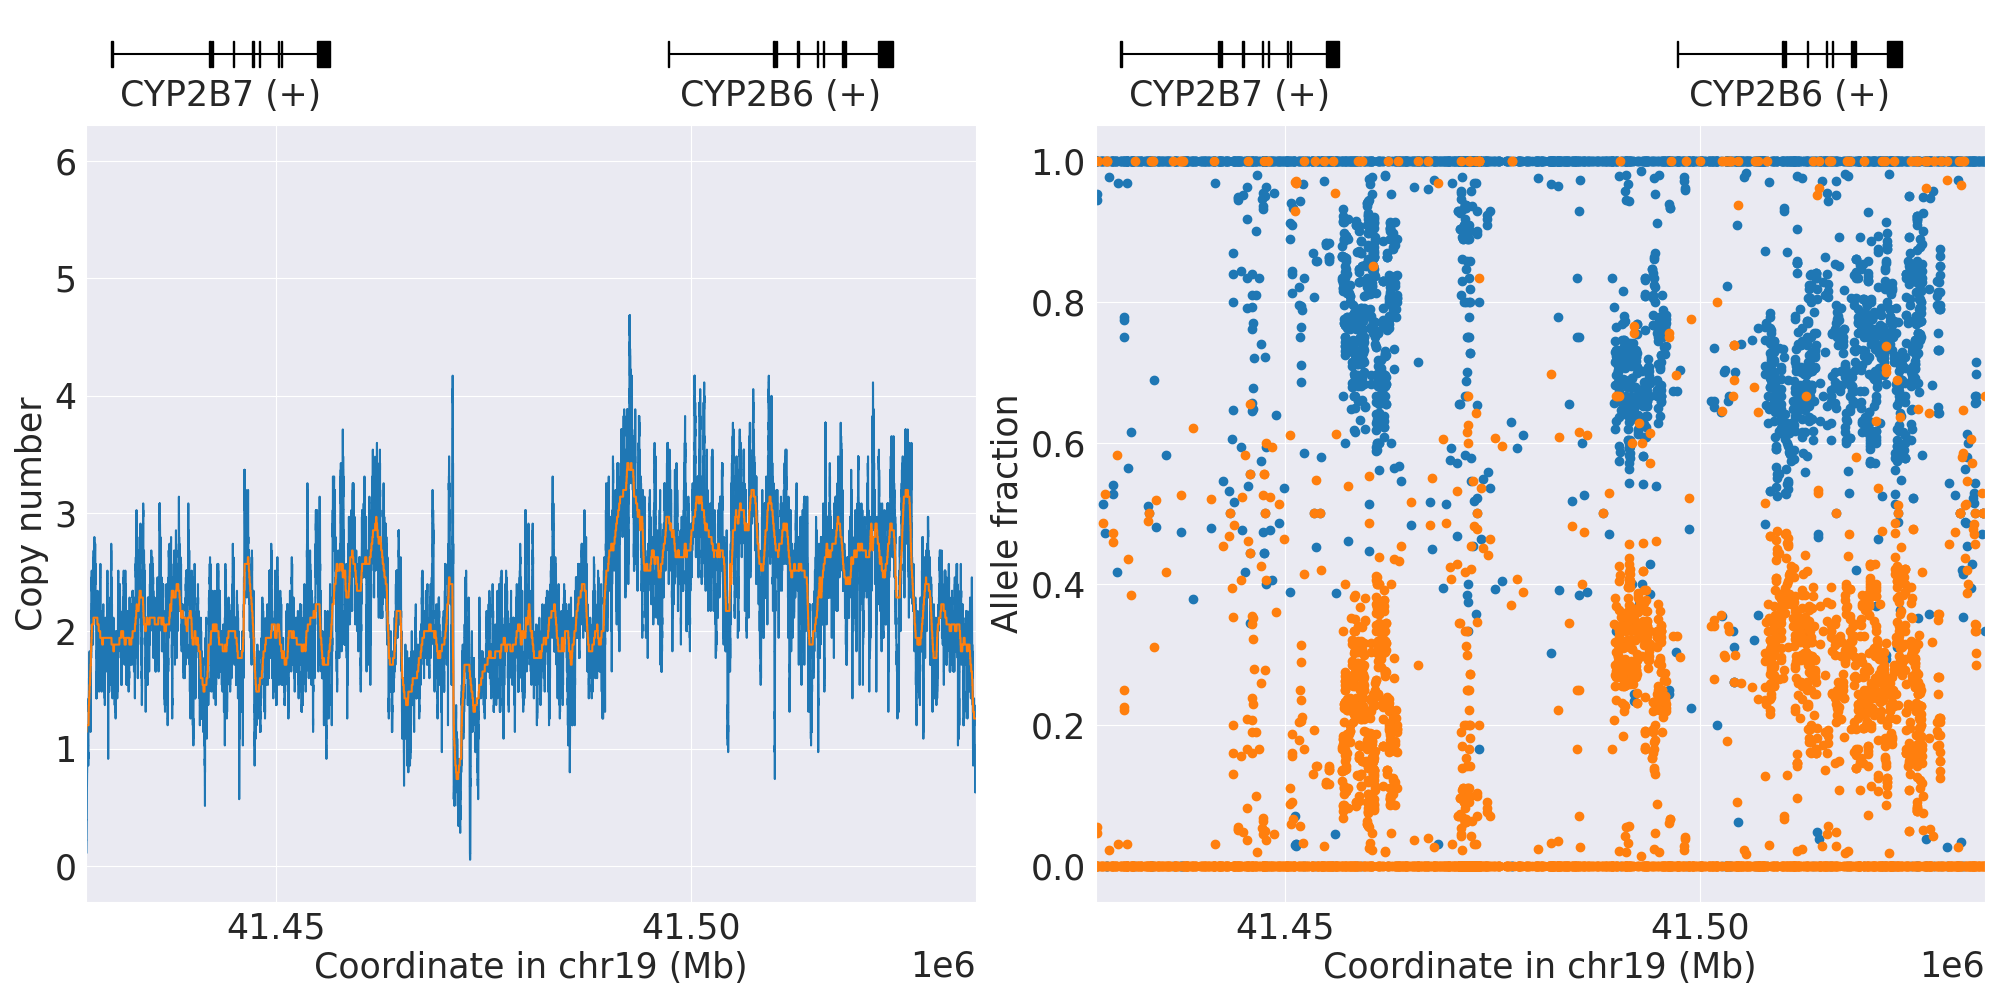 CYP2B7 (+)
CYP2B6 (+)
6
5
4
3
2
1
0
Copy number
41.45
41.50
Coordinate in chr19 (Mb)
1e6
CYP2B7 (+)
CYP2B6 (+)
1.0
0.8
0.6
0.4
0.2
0.0
Allele fraction
41.45
41.50
Coordinate in chr19 (Mb)
1e6